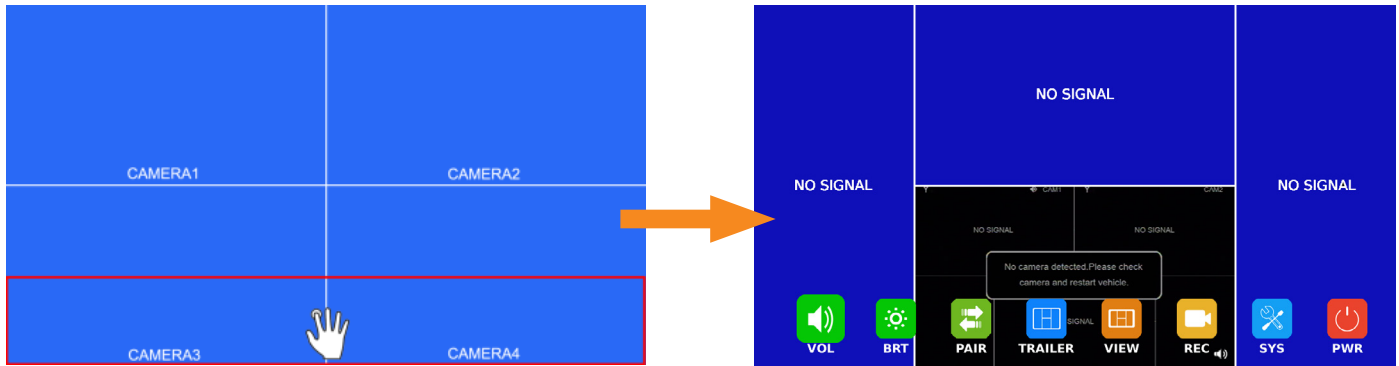 CAMERA1
CAMERA2
CAMERA3
CAMERA4
NO SIGNAL
NO SIGNAL
NO SIGNAL
CAM1
CAM2
NO SIGNAL
NO SIGNAL
No camera detected.Please check
camera and restart vehicle.
SIGNAL
VOL
BRT
PAIR
TRAILER
VIEW
REC
SYS
PWR